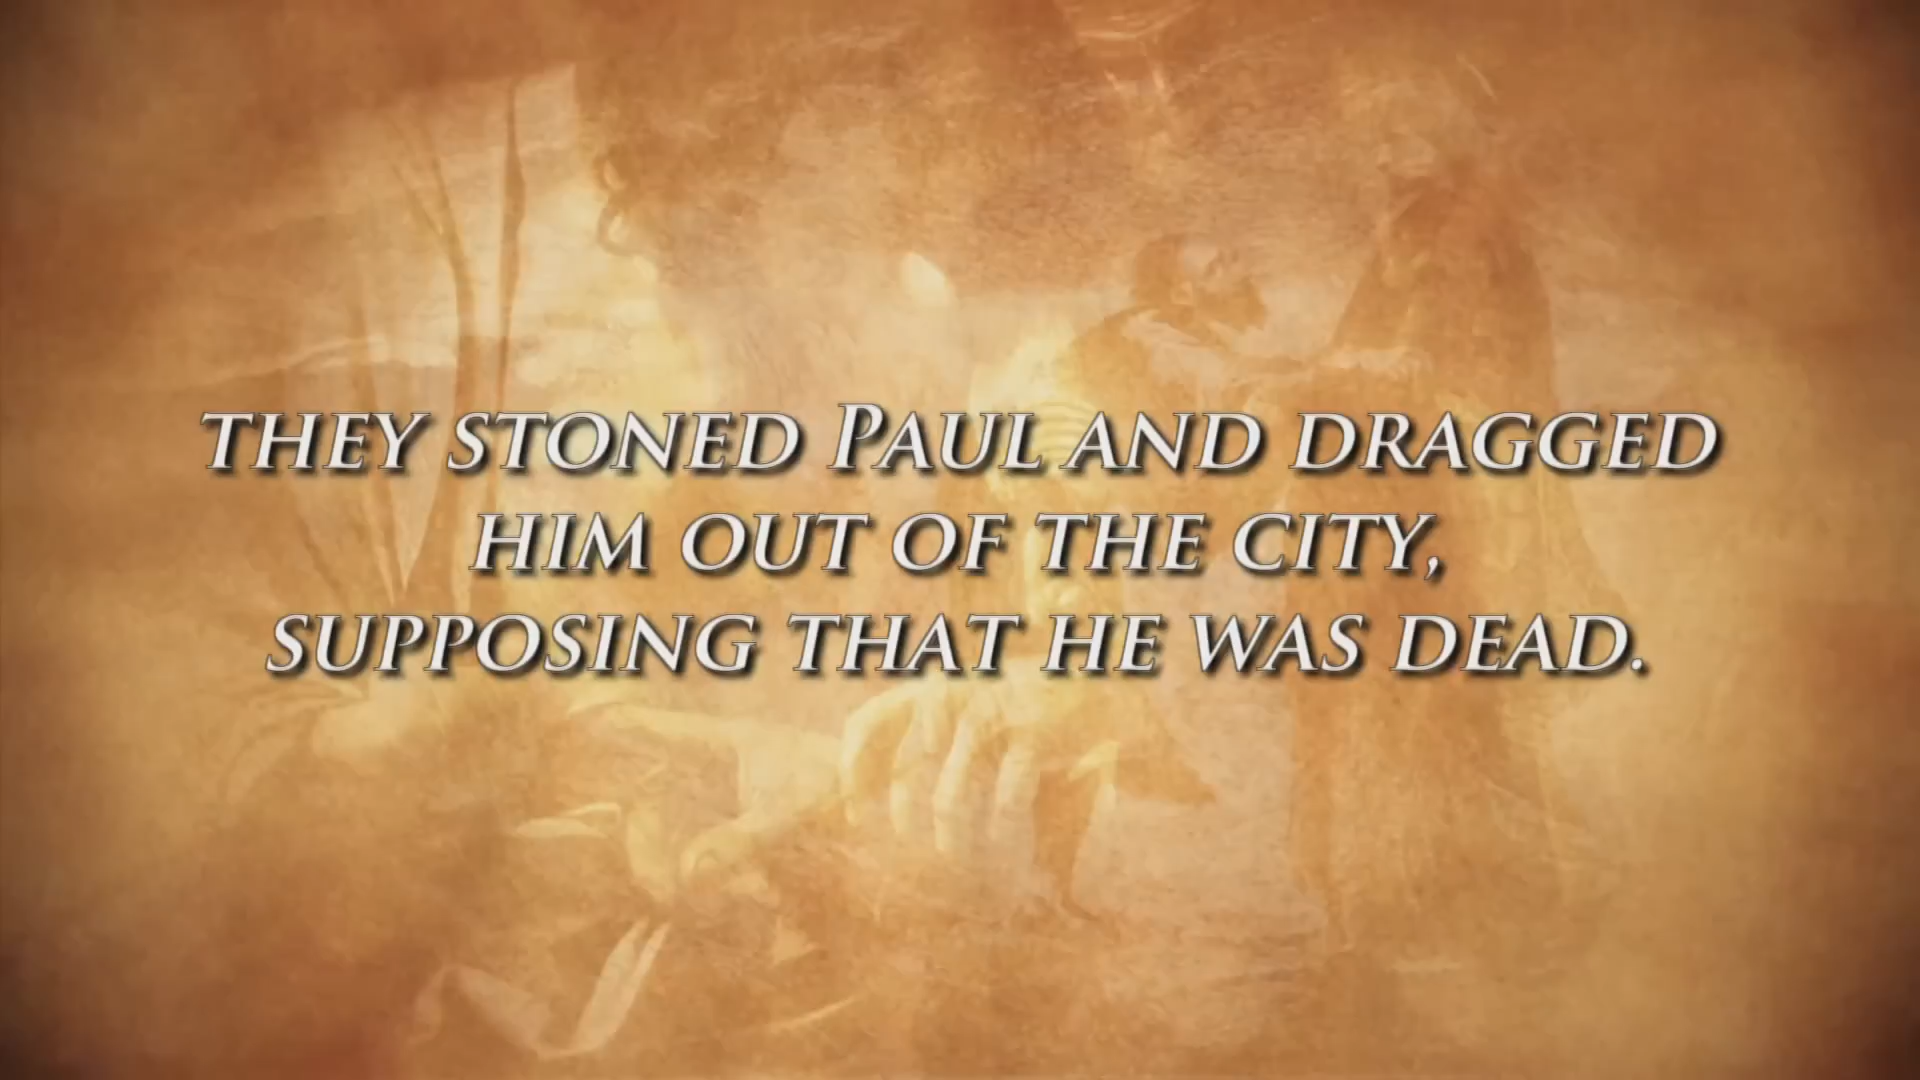 THEY STONED PAUL AND DRAGGED
HIM OUT OF THE CITY,
SUPPOSING THAT HE WAS DEAD.